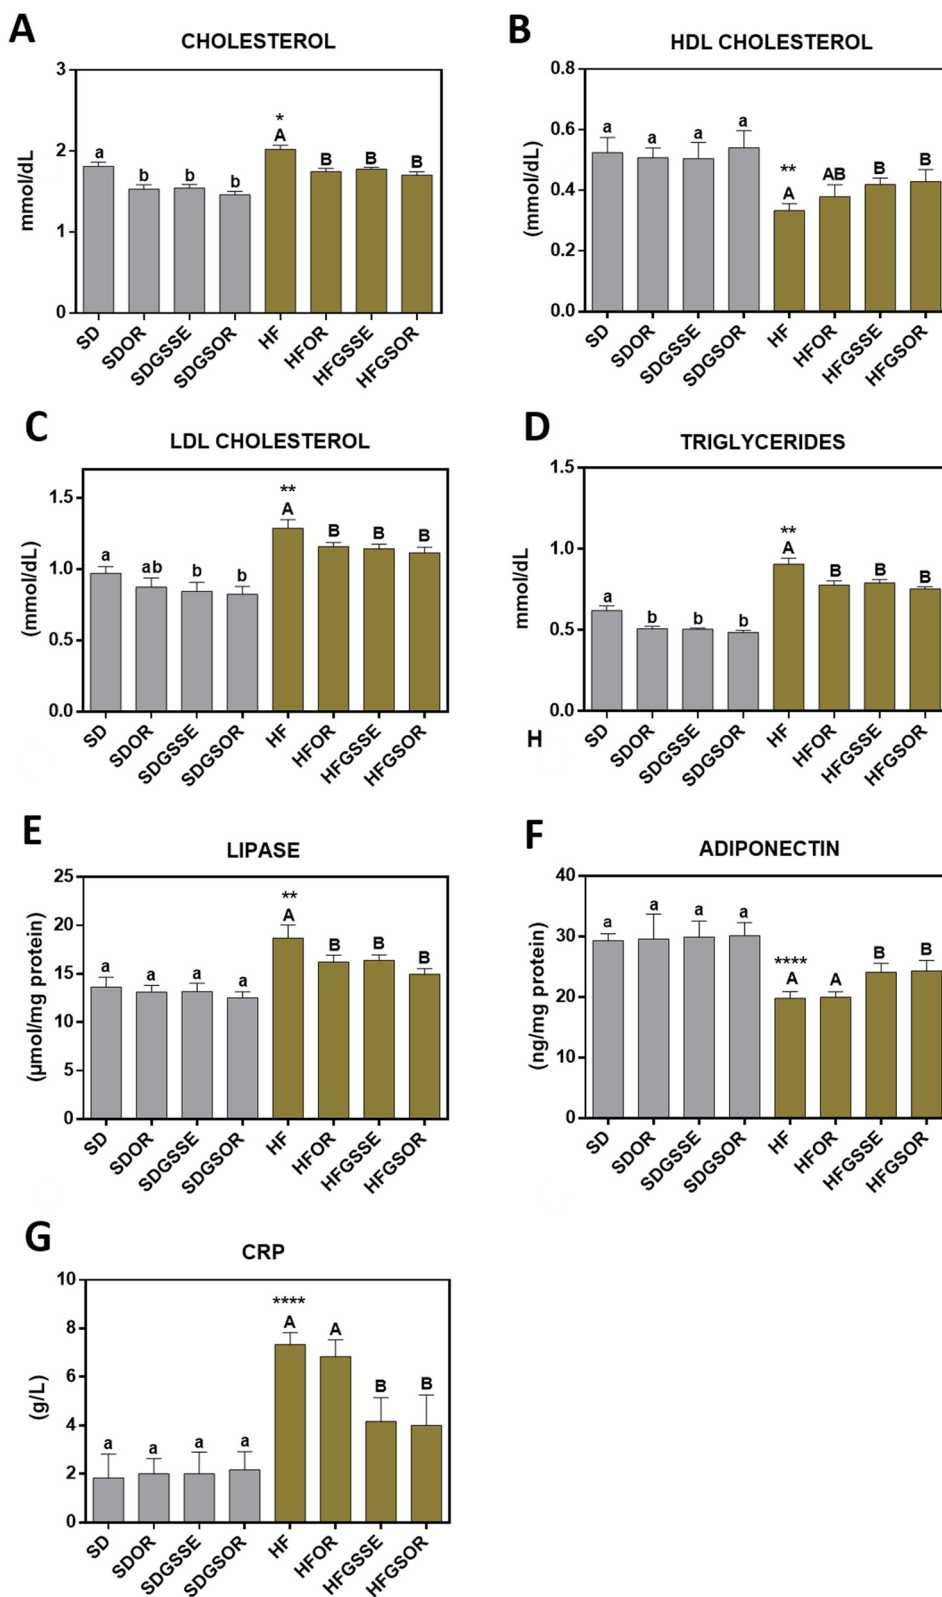 A
CHOLESTEROL
mmol/dL
3
2
1
0
a
b
b
b
*
A
B
B
B
SD
SDOR
SDGSSE
SDGSOR
HF
HFOR
HFGSSE
HFGSOR
B
HDL CHOLESTEROL
(mmol/dL)
0.8
0.6
0.4
0.2
0.0
a
a
a
a
**
A
AB
B
B
SD
SDOR
SDGSSE
SDGSOR
HF
HFOR
HFGSSE
HFGSOR
C
LDL CHOLESTEROL
(mmol/dL)
1.5
1.0
0.5
0.0
a
ab
b
b
**
A
B
B
B
SD
SDOR
SDGSSE
SDGSOR
HF
HFOR
HFGSSE
HFGSOR
D
TRIGLYCERIDES
mmol/dL
1.5
1.0
0.5
0.0
a
b
b
b
**
A
B
B
B
H
SD
SDOR
SDGSSE
SDGSOR
HF
HFOR
HFGSSE
HFGSOR
E
LIPASE
(µmol/mg protein)
25
20
15
10
5
0
a
a
a
a
**
A
B
B
B
SD
SDOR
SDGSSE
SDGSOR
HF
HFOR
HFGSSE
HFGSOR
F
ADIPONECTIN
(ng/mg protein)
40
30
20
10
0
a
a
a
a
****
A
A
B
B
SD
SDOR
SDGSSE
SDGSOR
HF
HFOR
HFGSSE
HFGSOR
G
CRP
(g/L)
10
8
6
4
2
0
a
a
a
a
****
A
A
B
B
SD
SDOR
SDGSSE
SDGSOR
HF
HFOR
HFGSSE
HFGSOR